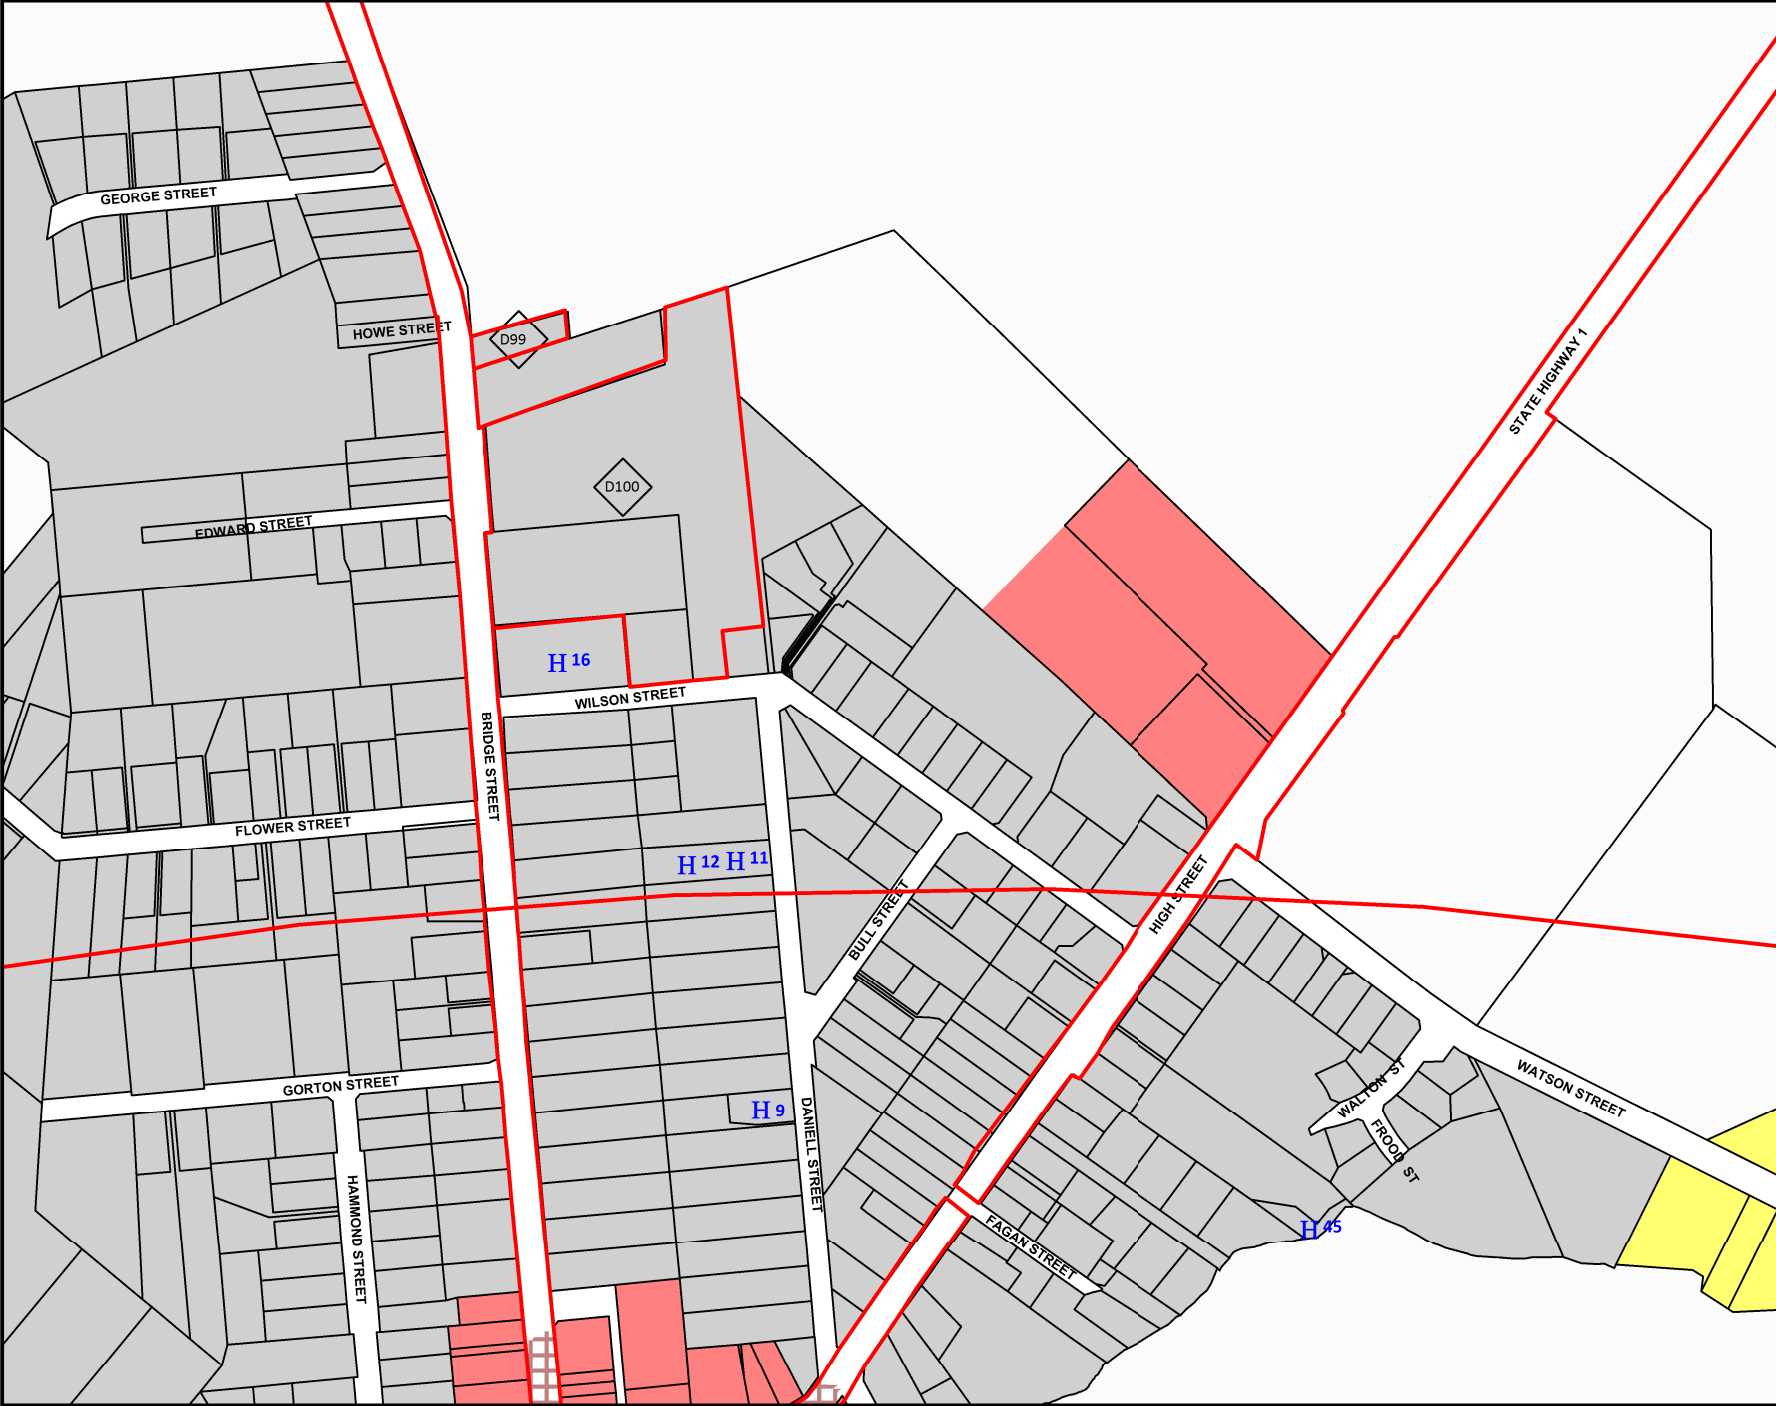 GEORGE STREET
HOWE STREET
D99
STATE HIGHWAY 1
D100
EDWARD STREET
H 16
WILSON STREET
BRIDGE STREET
FLOWER STREET
H 12 H 11
BULL STREET
HIGH STREET
GORTON STREET
H 9
DANIELL STREET
WALTON ST
WATSON STREET
FROOD ST
HAMMOND STREET
FAGAN STREET
H 45